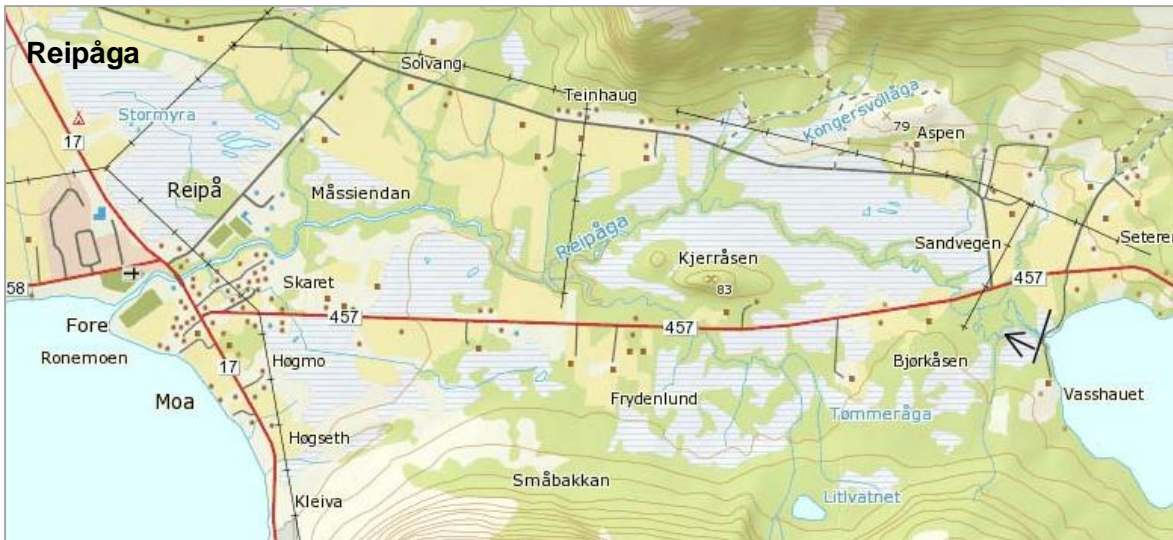 Reipåga
Solvang
Teinhaug
Stormyra
Kongersvollåga
79
Aspen
17
Reipå
Måssiendan
Reipåga
Sandvegen
Seterer
Kjerråsen
83
Skaret
58
457
457
457
Fore
Ronemoen
Høgmo
17
Bjørkåsen
Vasshauet
Moa
Frydenlund
Tømmeråga
Høgseth
Småbakkan
Litlvatnet
Kleiva